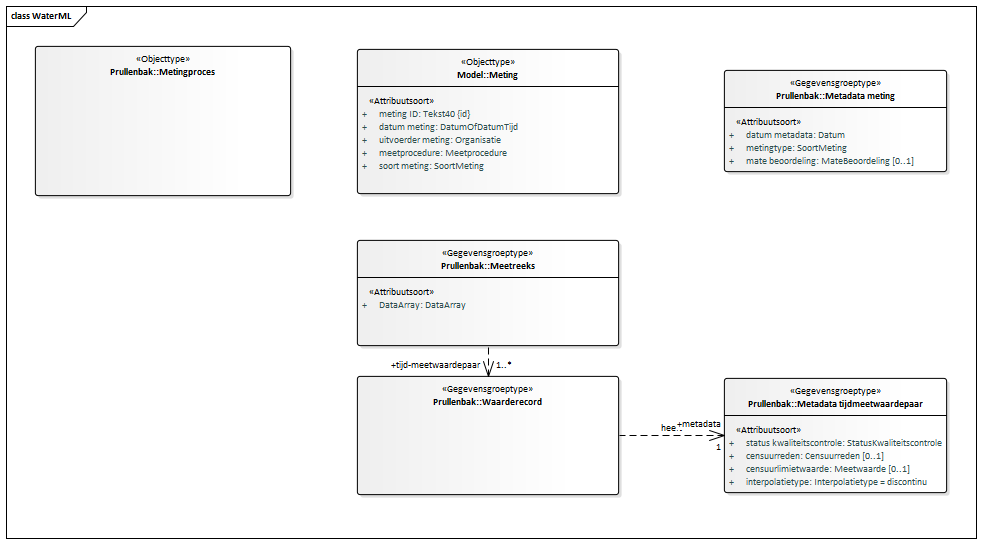 class WaterML
«Objecttype»
Prullenbak::Metingproces
«Objecttype»
Model::Meting
«Attribuutsoort»
+ meting ID: Tekst40 {id}
+ datum meting: DatumOfDatumTijd
+ uitvoerder meting: Organisatie
+ meetprocedure: Meetprocedure
+ soort meting: SoortMeting
«Gegevensgroeptype»
Prullenbak::Metadata meting
«Attribuutsoort»
+ datum metadata: Datum
+ metingtype: SoortMeting
+ mate beoordeling: MateBeoordeling [0..1]
«Gegevensgroeptype»
Prullenbak::Meetreeks
«Attribuutsoort»
+ DataArray: DataArray
+tijd-meetwaardepaar 1..*
«Gegevensgroeptype»
Prullenbak::Waarderecord
+metadata
hee..
1
«Gegevensgroeptype»
Prullenbak::Metadata tijdmeetwaardepaar
«Attribuutsoort»
+ status kwaliteitscontrole: StatusKwaliteitscontrole
+ censuurreden: Censuurreden [0..1]
+ censuurlimietwaarde: Meetwaarde [0..1]
+ interpolatietype: Interpolatietype = discontinu